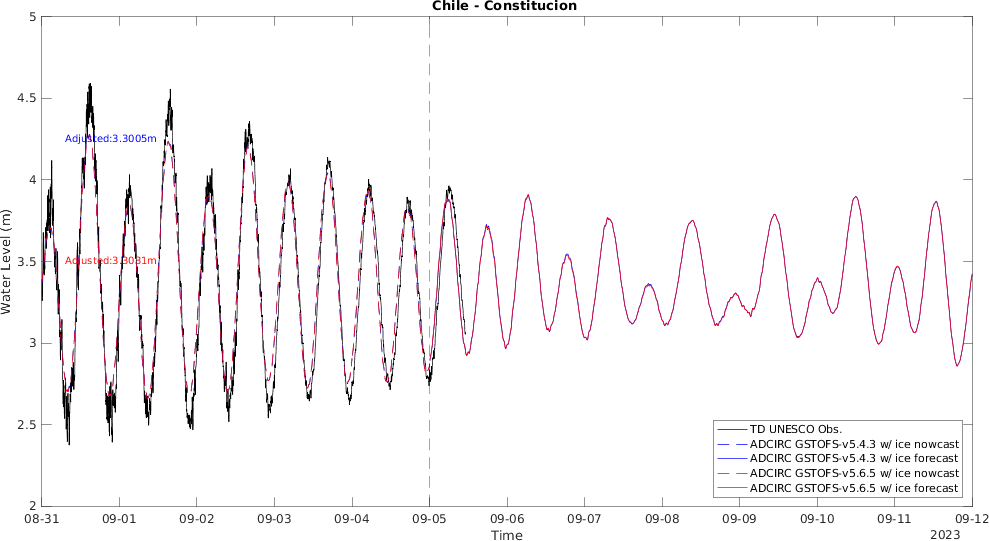 Chile - Constitucion
5
4.5
4
3.5
3
2.5
2
Water Level (m)
Adjusted:3.3005m
Adjusted:3.3031m
TD UNESCO Obs.
ADCIRC GSTOFS-v5.4.3 w/ ice nowcast
ADCIRC GSTOFS-v5.4.3 w/ ice forecast
ADCIRC GSTOFS-v5.6.5 w/ ice nowcast
ADCIRC GSTOFS-v5.6.5 w/ ice forecast
08-31 09-01 09-02 09-03 09-04 09-05 09-06 09-07 09-08 09-09 09-10 09-11 09-12
Time
2023